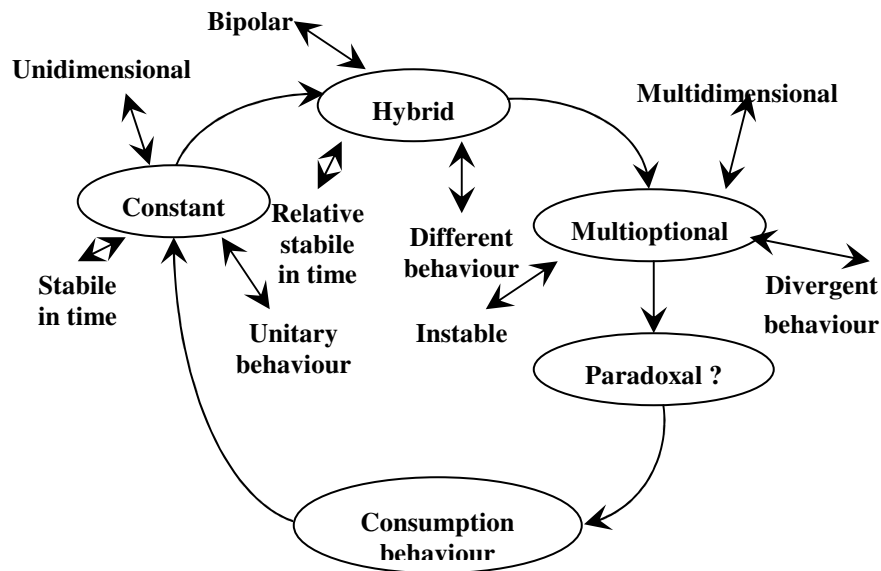 Bipolar
Unidimensional
Hybrid
Multidimensional
Constant
Relative
stabile
in time
Different
behaviour
Multioptional
Stabile
in time
Unitary
behaviour
Instable
Divergent
behaviour
Paradoxal ?
Consumption
behaviour